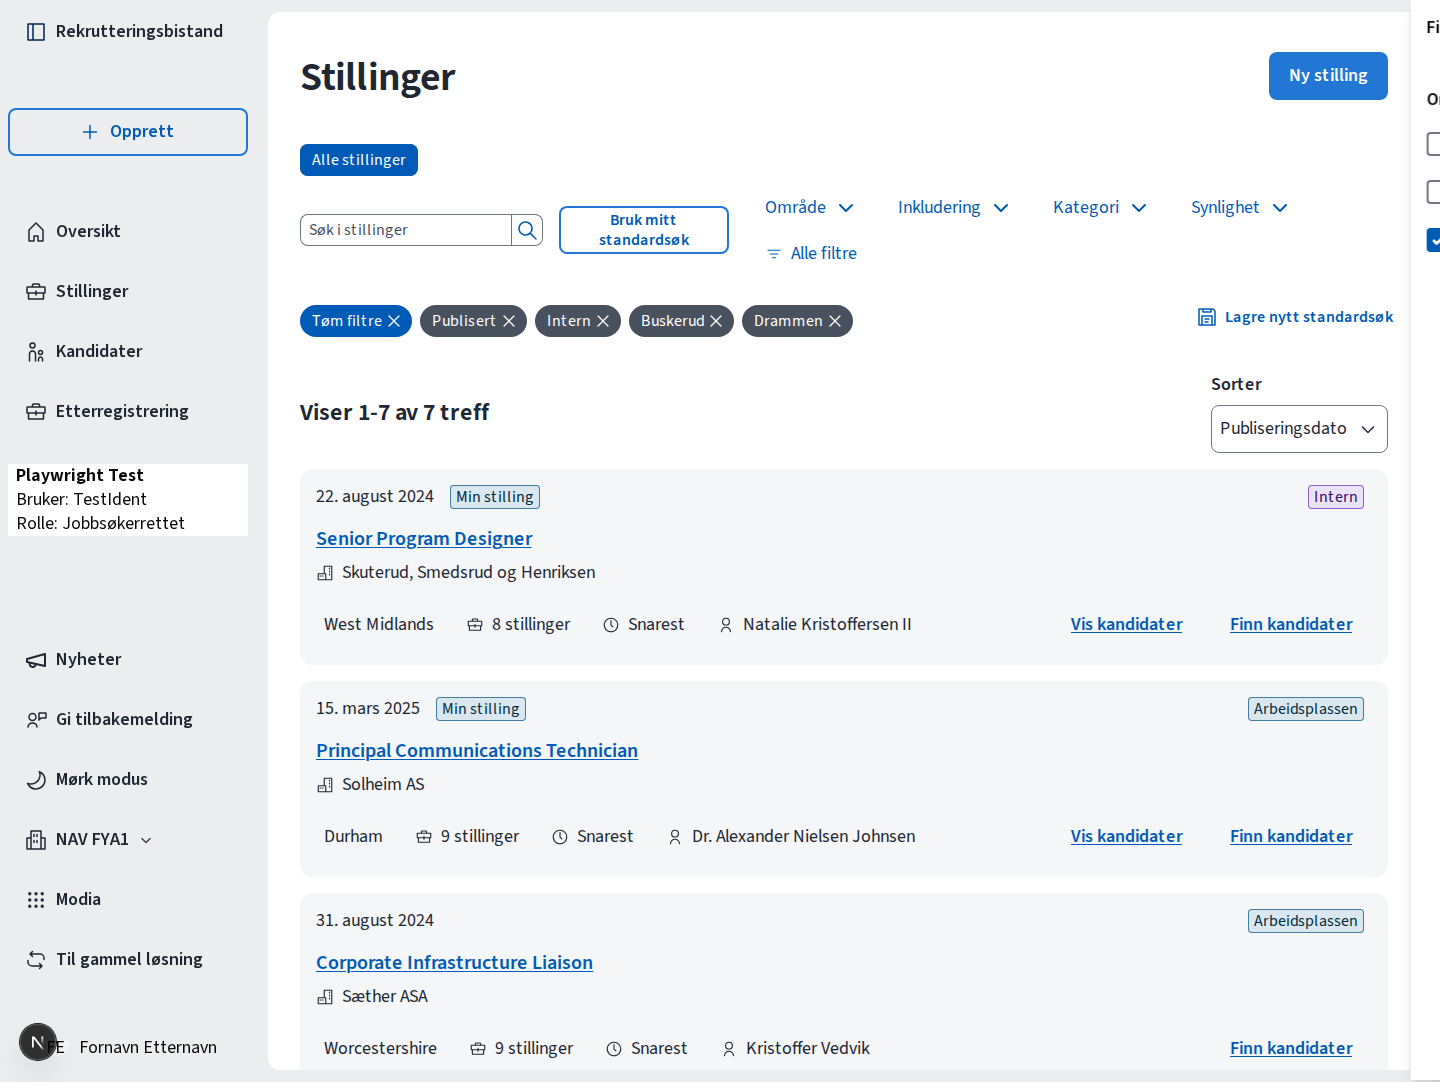 Rekrutteringsbistand
Opprett
Oversikt
Stillinger
Kandidater
Etterregistrering
Playwright Test
Bruker: TestIdent
Rolle: Jobbsøkerrettet
Nyheter
Gi tilbakemelding
Mørk modus
NAV FYA1
Modia
Til gammel løsning
N
FE Fornavn Etternavn
Stillinger
Ny stilling
Alle stillinger
Søk i stillinger
Bruk mitt
standardsøk
Område
Inkludering
Kategori
Synlighet
Alle filtre
Tøm filtre
Publisert
Intern
Buskerud
Drammen
Lagre nytt standardsøk
Viser 1-7 av 7 treff
Sorter
Publiseringsdato
22. august 2024 Min stilling Intern
Senior Program Designer
Skuterud, Smedsrud og Henriksen
West Midlands 8 stillinger Snarest Natalie Kristoffersen II Vis kandidater Finn kandidater
15. mars 2025 Min stilling Arbeidsplassen
Principal Communications Technician
Solheim AS
Durham 9 stillinger Snarest Dr. Alexander Nielsen Johnsen Vis kandidater Finn kandidater
31. august 2024 Arbeidsplassen
Corporate Infrastructure Liaison
Sæther ASA
Worcestershire 9 stillinger Snarest Kristoffer Vedvik Finn kandidater